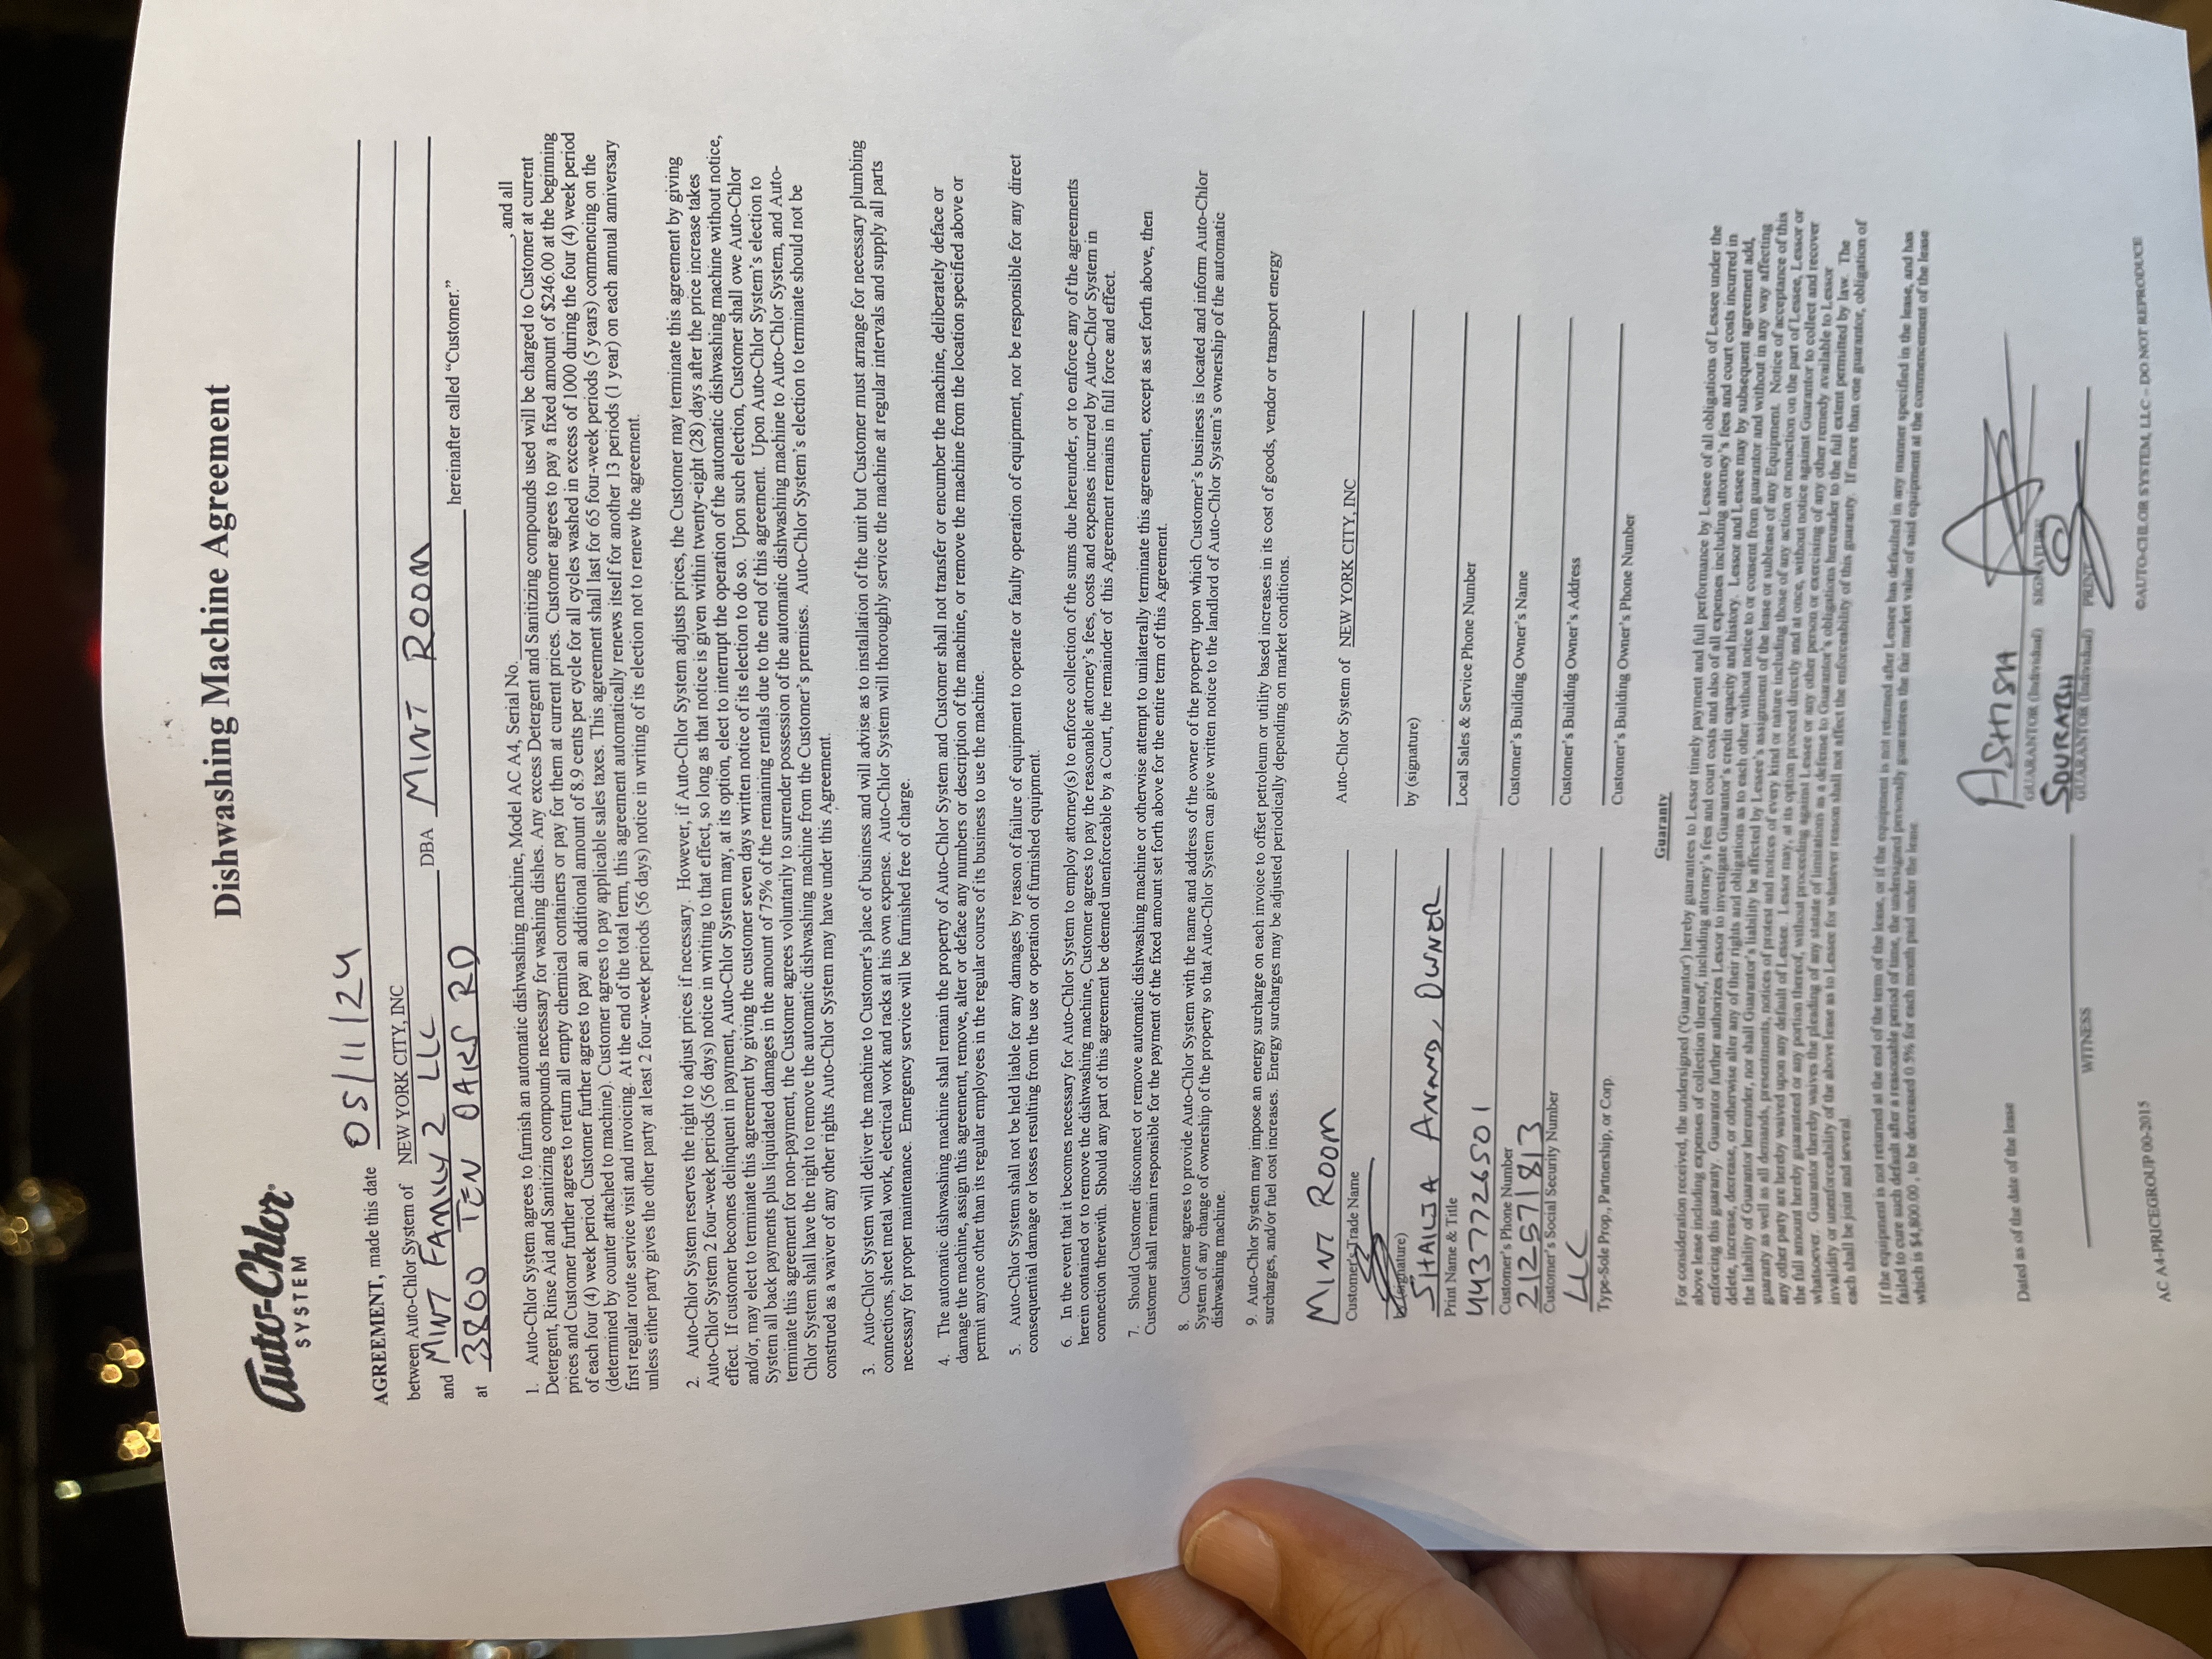 Dishwashing Machine Agreement
Auto-Chlor
SYSTEM
AGREEMENT, made this date 05/11/24
between Auto-Chlor System of NEW YORK CITY, INC
and MINT FAMILY 2 LLC DBA MINT ROOM
at 3800 TEN OAKS RD hereinafter called “Customer.”
1. Auto-Chlor System agrees to furnish an automatic dishwashing machine, Model AC A4, Serial No. , and all
Detergent, Rinse Aid and Sanitizing compounds necessary for washing dishes. Any excess Detergent and Sanitizing compounds used will be charged to Customer at current
prices and Customer further agrees to return all empty chemical containers or pay for them at current prices. Customer agrees to pay a fixed amount of $246.00 at the beginning
of each four (4) week period. Customer further agrees to pay an additional amount of 8.9 cents per cycle for all cycles washed in excess of 1000 during the four (4) week period
(determined by counter attached to machine). Customer agrees to pay applicable sales taxes. This agreement shall last for 65 four-week periods (5 years) commencing on the
first regular route service visit and invoicing. At the end of the total term, this agreement automatically renews itself for another 13 periods (1 year) on each annual anniversary
unless either party gives the other party at least 2 four-week periods (56 days) notice in writing of its election not to renew the agreement.
2. Auto-Chlor System reserves the right to adjust prices if necessary. However, if Auto-Chlor System adjusts prices, the Customer may terminate this agreement by giving
Auto-Chlor System 2 four-week periods (56 days) notice in writing to that effect, so long as that notice is given within twenty-eight (28) days after the price increase takes
effect. If customer becomes delinquent in payment, Auto-Chlor System may, at its option, elect to interrupt the operation of the automatic dishwashing machine without notice,
and/or, may elect to terminate this agreement by giving the customer seven days written notice of its election to do so. Upon such election, Customer shall owe Auto-Chlor
System all back payments plus liquidated damages in the amount of 75% of the remaining rentals due to the end of this agreement. Upon Auto-Chlor System’s election to
terminate this agreement for non-payment, the Customer agrees voluntarily to surrender possession of the automatic dishwashing machine to Auto-Chlor System, and Auto-
Chlor System shall have the right to remove the automatic dishwashing machine from the Customer’s premises. Auto-Chlor System’s election to terminate should not be
construed as a waiver of any other rights Auto-Chlor System may have under this Agreement.
3. Auto-Chlor System will deliver the machine to Customer's place of business and will advise as to installation of the unit but Customer must arrange for necessary plumbing
connections, sheet metal work, electrical work and racks at his own expense. Auto-Chlor System will thoroughly service the machine at regular intervals and supply all parts
necessary for proper maintenance. Emergency service will be furnished free of charge.
4. The automatic dishwashing machine shall remain the property of Auto-Chlor System and Customer shall not transfer or encumber the machine, deliberately deface or
damage the machine, assign this agreement, remove, alter or deface any numbers or description of the machine, or remove the machine from the location specified above or
permit anyone other than its regular employees in the regular course of its business to use the machine.
5. Auto-Chlor System shall not be held liable for any damages by reason of failure of equipment to operate or faulty operation of equipment, nor be responsible for any direct
consequential damage or losses resulting from the use or operation of furnished equipment.
6. In the event that it becomes necessary for Auto-Chlor System to employ attorney(s) to enforce collection of the sums due hereunder, or to enforce any of the agreements
herein contained or to remove the dishwashing machine, Customer agrees to pay the reasonable attorney’s fees, costs and expenses incurred by Auto-Chlor System in
connection therewith. Should any part of this agreement be deemed unenforceable by a Court, the remainder of this Agreement remains in full force and effect.
7. Should Customer disconnect or remove automatic dishwashing machine or otherwise attempt to unilaterally terminate this agreement, except as set forth above, then
Customer shall remain responsible for the payment of the fixed amount set forth above for the entire term of this Agreement.
8. Customer agrees to provide Auto-Chlor System with the name and address of the owner of the property upon which Customer’s business is located and inform Auto-Chlor
System of any change of ownership of the property so that Auto-Chlor System can give written notice to the landlord of Auto-Chlor System’s ownership of the automatic
dishwashing machine.
9. Auto-Chlor System may impose an energy surcharge on each invoice to offset petroleum or utility based increases in its cost of goods, vendor or transport energy
surcharges, and/or fuel cost increases. Energy surcharges may be adjusted periodically depending on market conditions.
MINT ROOM
Customer's Trade Name
Auto-Chlor System of NEW YORK CITY, INC
by (signature)
by (signature)
SHAILJA ANAND, OWNER
Print Name & Title
Local Sales & Service Phone Number
4437726501
Customer’s Phone Number
Customer’s Building Owner’s Name
212571813
Customer’s Social Security Number
Customer’s Building Owner’s Address
LLC
Type-Sole Prop., Partnership, or Corp.
Customer’s Building Owner’s Phone Number
Guaranty
For consideration received, the undersigned ('Guarantor') hereby guarantees to Lessor timely payment and full performance by Lessee of all obligations of Lessee under the
above lease including expenses of collection thereof, including attorney’s fees and court costs and also of all expenses including attorney’s fees and court costs incurred in
enforcing this guaranty. Guarantor further authorizes Lessor to investigate Guarantor’s credit capacity and history. Lessor and Lessee may by subsequent agreement add,
delete, increase, decrease, or otherwise alter any of their rights and obligations as to each other without notice to or consent from guarantor and without in any way affecting
the liability of Guarantor hereunder, nor shall Guarantor’s liability be affected by Lessee’s assignment of the lease or sublease of any Equipment. Notice of acceptance of this
guaranty as well as all demands, presentments, notices of protest and notices of every kind or nature including those of any action or nonaction on the part of Lessee, Lessor or
any other party are hereby waived upon any default of Lessee. Lessor may, at its option proceed directly and at once, without notice against Guarantor to collect and recover
the full amount hereby guaranteed or any portion thereof, without proceeding against Lessee or any other person or exercising of any other remedy available to Lessor
whatsoever. Guarantor thereby waives the pleading of any statute of limitations as a defense to Guarantor’s obligations hereunder to the full extent permitted by law. The
invalidity or unenforceability of the above lease as to Lessee for whatever reason shall not affect the enforceability of this guaranty. If more than one guarantor, obligation of
each shall be joint and several.
If the equipment is not returned at the end of the term of the lease, or if the equipment is not returned after Lessee has defaulted in any manner specified in the lease, and has
failed to cure such default after a reasonable period of time, the undersigned personally guarantees the fair market value of said equipment at the commencement of the lease
which is $4,800.00 , to be decreased 0.5% for each month paid under the lease.
Dated as of the date of the lease
ASHISH
GUARANTOR (Individual) SIGNATURE
SOURABH
GUARANTOR (Individual) PRINT
WITNESS
AC A4-PRICEGROUP 00-2015
©AUTO-CHLOR SYSTEM, LLC – DO NOT REPRODUCE